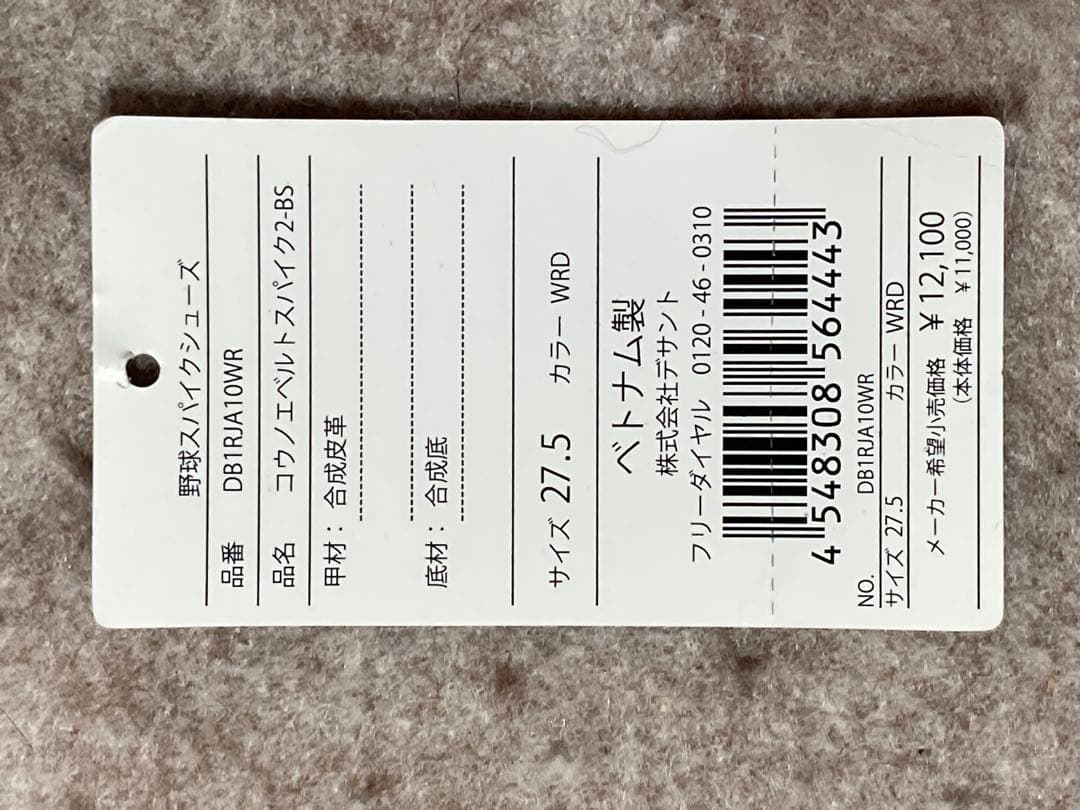 野球スパイクシューズ
品番 DB1RJA10WR
品名 コウノエベルトスパイク2-BS
甲材： 合成皮革
底材： 合成底
サイズ 27.5 カラー WRD
ベトナム製
株式会社デサント
フリーダイヤル 0120-46-0310
4 548308 564443
NO. DB1RJA10WR
サイズ 27.5 カラー WRD
メーカー希望小売価格 ￥12,100
(本体価格 ￥11,000)